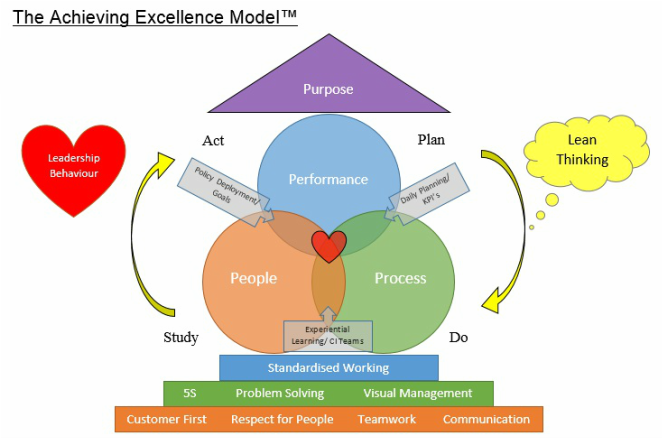 The Achieving Excellence Model™
Purpose
Act
Plan
Leadership
Behaviour
Lean
Thinking
Policy Deployment/
Goals
Performance
Daily Planning/
KPI's
People
Process
Study
Experiential
Learning/ CI Teams
Do
Standardised Working
5S Problem Solving Visual Management
Customer First Respect for People Teamwork Communication